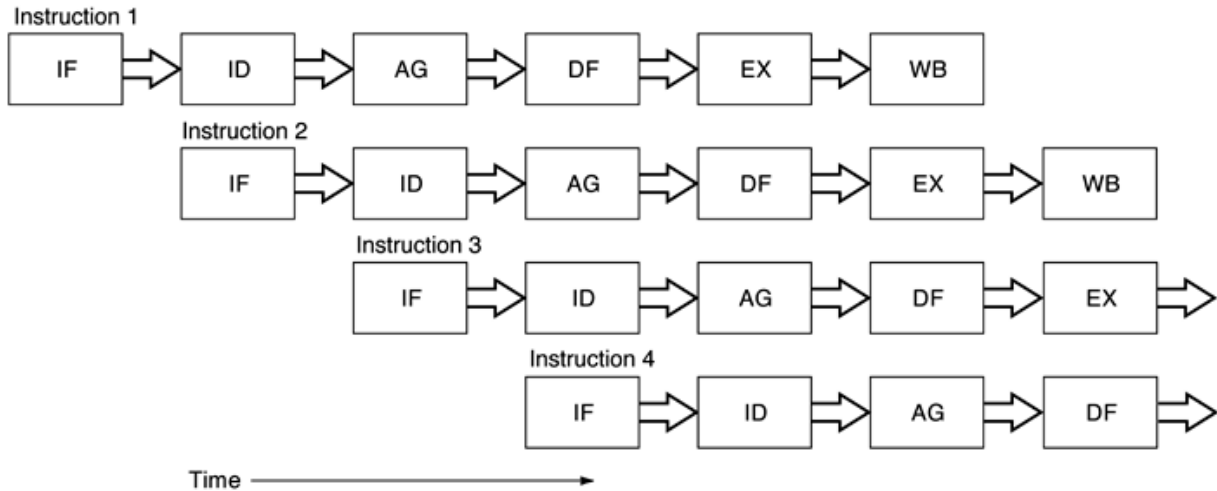 Instruction 1
IF ID AG DF EX WB
Instruction 2
IF ID AG DF EX WB
Instruction 3
IF ID AG DF EX
Instruction 4
IF ID AG DF
Time